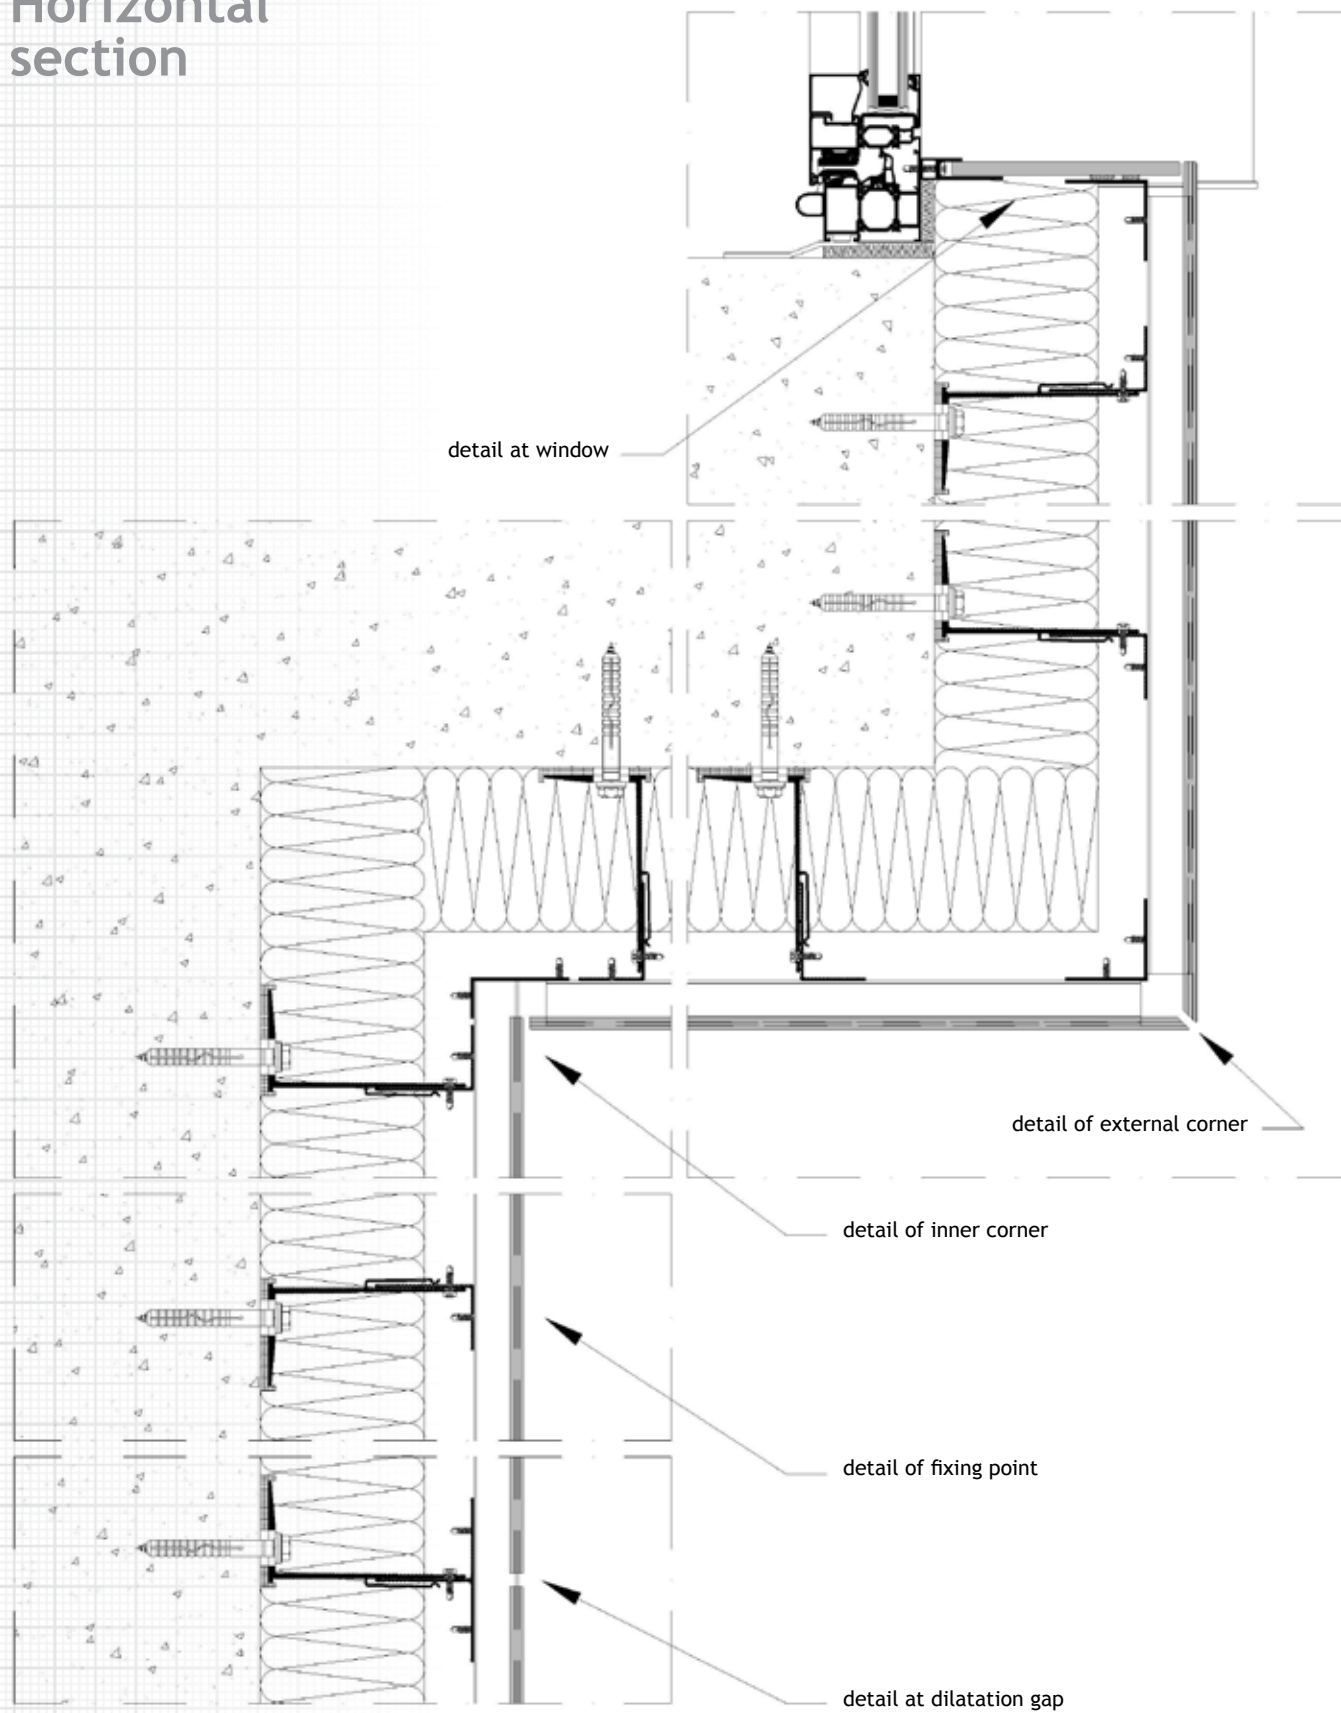 Horizontal
section
detail at window
detail of external corner
detail of inner corner
detail of fixing point
detail at dilatation gap